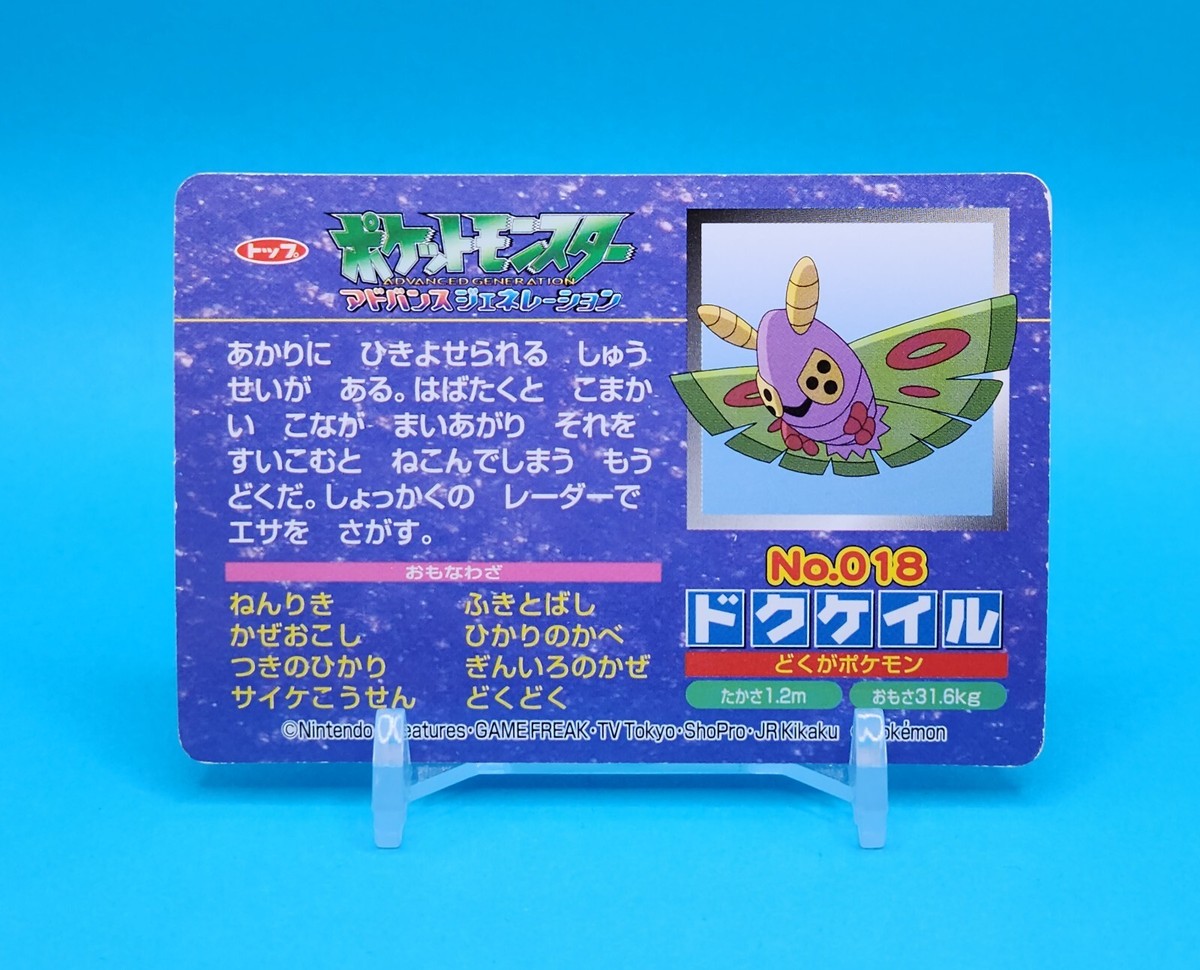 トップ
ポケットモンスター
ADVANCED GENERATION
アドバンスジェネレーション
あかりに ひきよせられる しゅう
せいが ある。はばたくと こまか
い こなが まいあがり それを
すいこむと ねこんでしまう もう
どくだ。しょっかくの レーダーで
エサを さがす。
おもなわざ
ねんりき ふきとばし
かぜおこし ひかりのかべ
つきのひかり ぎんいろのかぜ
サイケこうせん どくどく
No.018
ドクケイル
どくがポケモン
たかさ1.2m おもさ31.6kg
©Nintendo・Creatures・GAME FREAK・TV Tokyo・ShoPro・JR Kikaku ©Pokémon